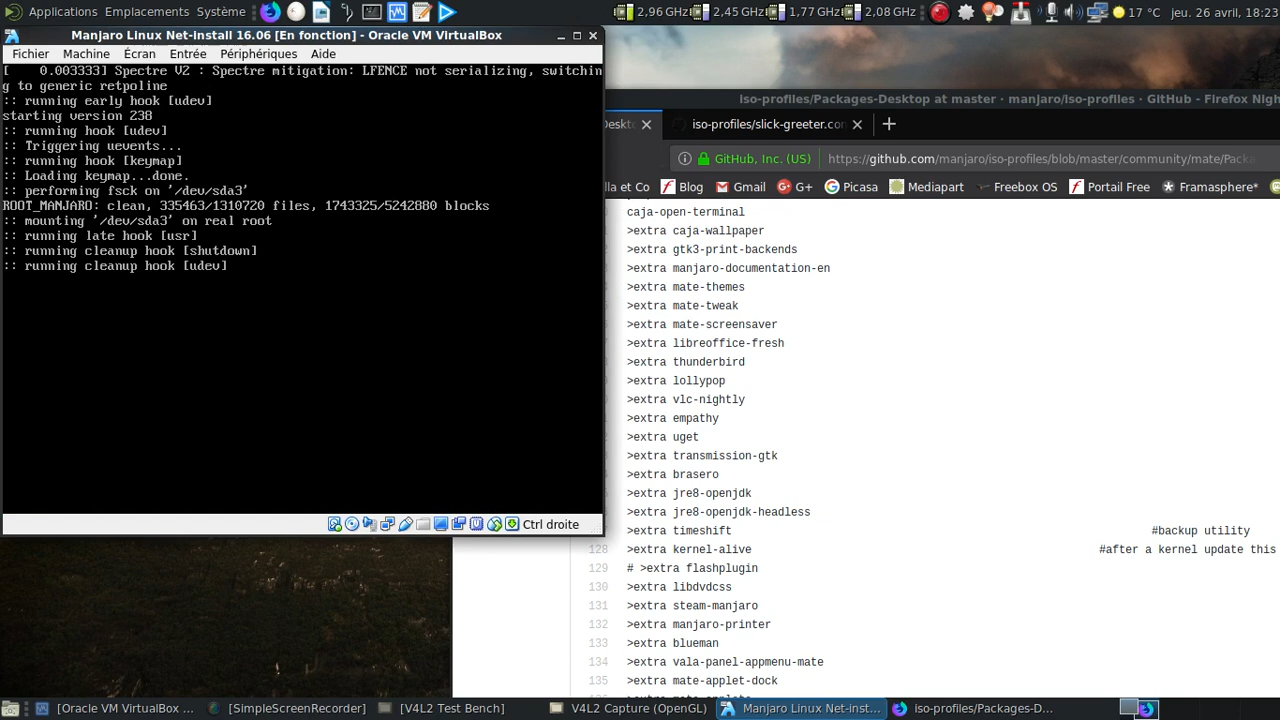 Applications Emplacements Système
2,96 GHz 2,45 GHz 1,77 GHz 2,08 GHz
17 °C jeu. 26 avril, 18:23
Manjaro Linux Net-install 16.06 [En fonction] - Oracle VM VirtualBox
Fichier Machine Écran Entrée Périphériques Aide
[    0.003333] Spectre V2 : Spectre mitigation: LFENCE not serializing, switchin
g to generic retpoline
:: running early hook [udev]
starting version 238
:: running hook [udev]
:: Triggering uevents...
:: running hook [keymap]
:: Loading keymap...done.
:: performing fsck on '/dev/sda3'
ROOT_MANJARO: clean, 335463/1310720 files, 1743325/5242880 blocks
:: mounting '/dev/sda3' on real root
:: running late hook [usr]
:: running cleanup hook [shutdown]
:: running cleanup hook [udev]
Ctrl droite
iso-profiles/Packages-Desktop at master · manjaro/iso-profiles · GitHub - Firefox Nigh
iso-profiles/slick-greeter.con
GitHub, Inc. (US) https://github.com/manjaro/iso-profiles/blob/master/community/mate/Packa
lla et Co Blog Gmail G+ Picasa Mediapart Freebox OS Portail Free Framasphere*
caja-open-terminal
>extra caja-wallpaper
>extra gtk3-print-backends
>extra manjaro-documentation-en
>extra mate-themes
>extra mate-tweak
>extra mate-screensaver
>extra libreoffice-fresh
>extra thunderbird
>extra lollypop
>extra vlc-nightly
>extra empathy
>extra uget
>extra transmission-gtk
>extra brasero
>extra jre8-openjdk
>extra jre8-openjdk-headless
>extra timeshift #backup utility
128 >extra kernel-alive #after a kernel update this
129 # >extra flashplugin
130 >extra libdvdcss
131 >extra steam-manjaro
132 >extra manjaro-printer
133 >extra blueman
134 >extra vala-panel-appmenu-mate
135 >extra mate-applet-dock
[Oracle VM VirtualBox ... [SimpleScreenRecorder] [V4L2 Test Bench] V4L2 Capture (OpenGL) Manjaro Linux Net-inst... iso-profiles/Packages-D...